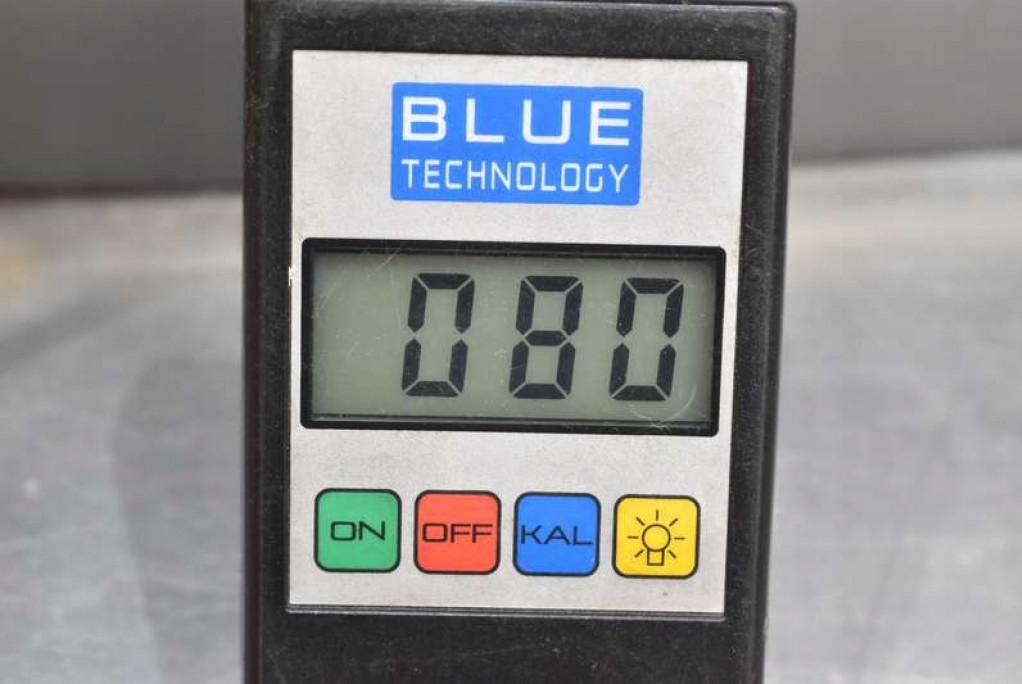 BLUE
TECHNOLOGY
080
ON OFF KAL